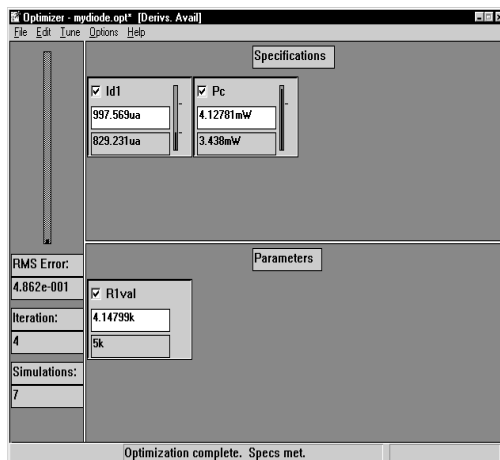 Optimizer - mydiode.opt* [Derivs. Avail]
File Edit Tune Options Help
Specifications
Id1
997.569ua
829.231ua
Pc
4.12781mW
3.438mW
RMS Error:
4.862e-001
Iteration:
4
Simulations:
7
Parameters
R1val
4.14799k
5k
Optimization complete. Specs met.